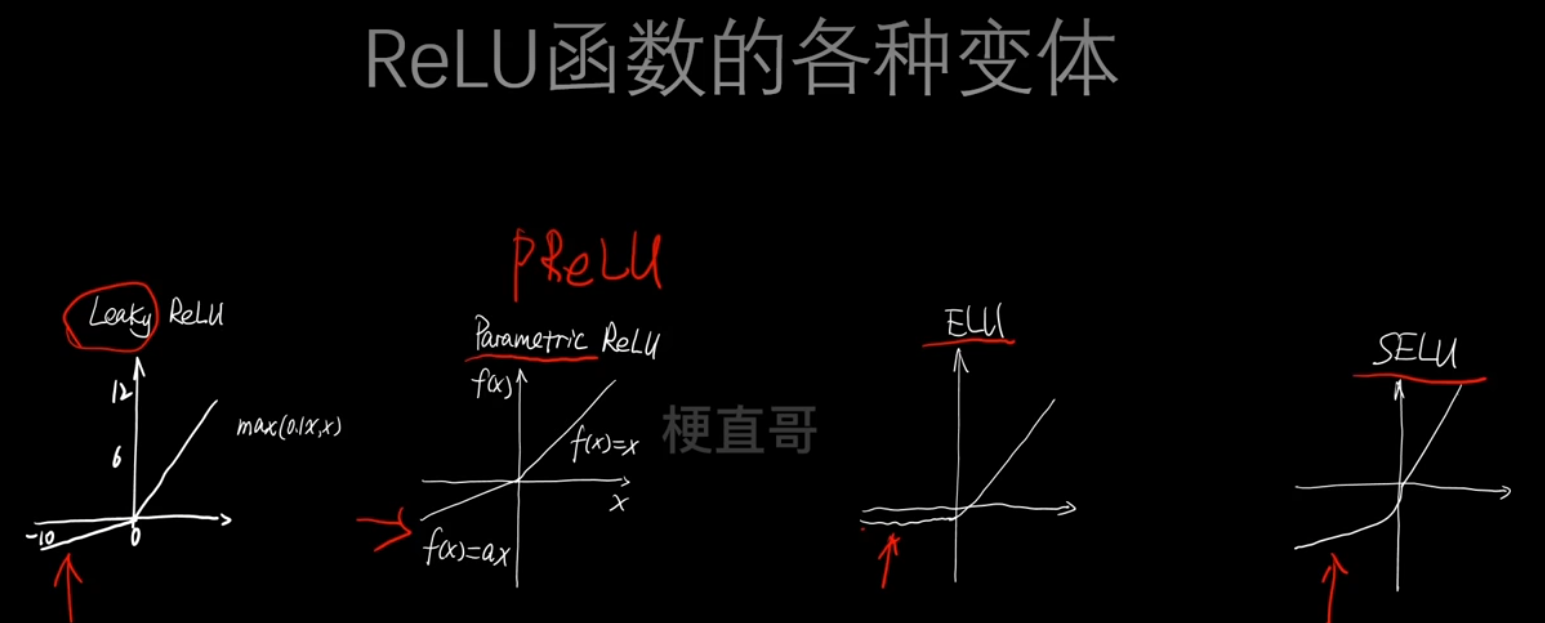 ReLU函数的各种变体
PReLU
Leaky ReLU
12
6
max(0.1x,x)
-10
0
Parametric ReLU
f(x)
f(x)=x
x
f(x)=ax
梗直哥
ELU
SELU